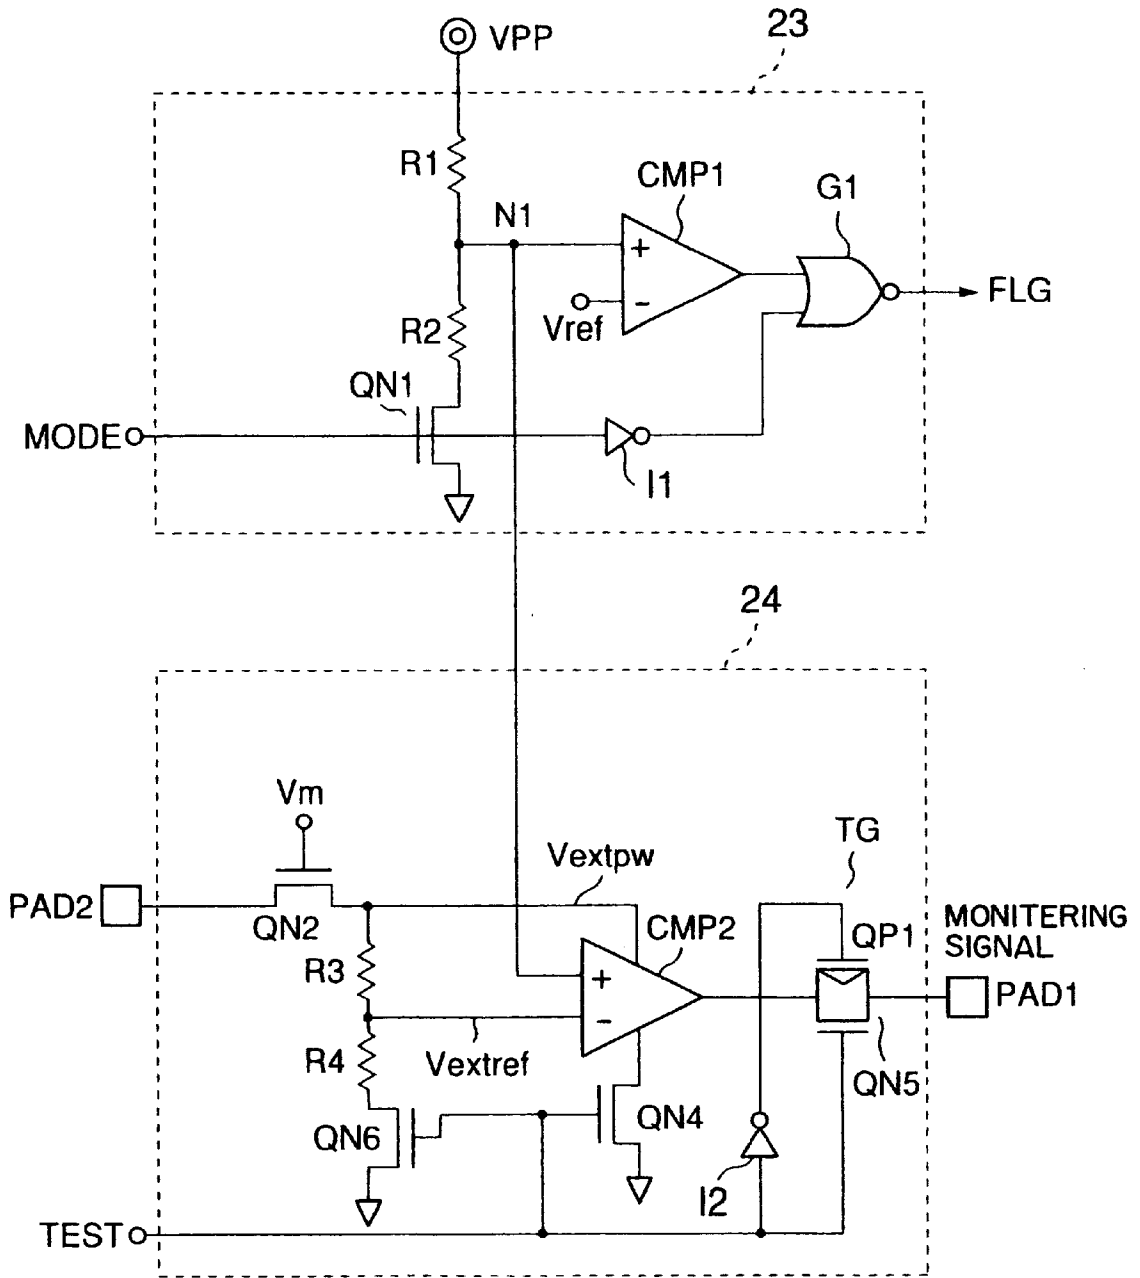 23
VPP
R1
CMP1
G1
N1
+
-
FLG
Vref
R2
QN1
MODE
I1
24
Vm
TG
Vextpw
PAD2
QN2
CMP2
QP1
MONITERING
SIGNAL
R3
+
-
PAD1
R4
Vextref
QN5
QN6
QN4
I2
TEST